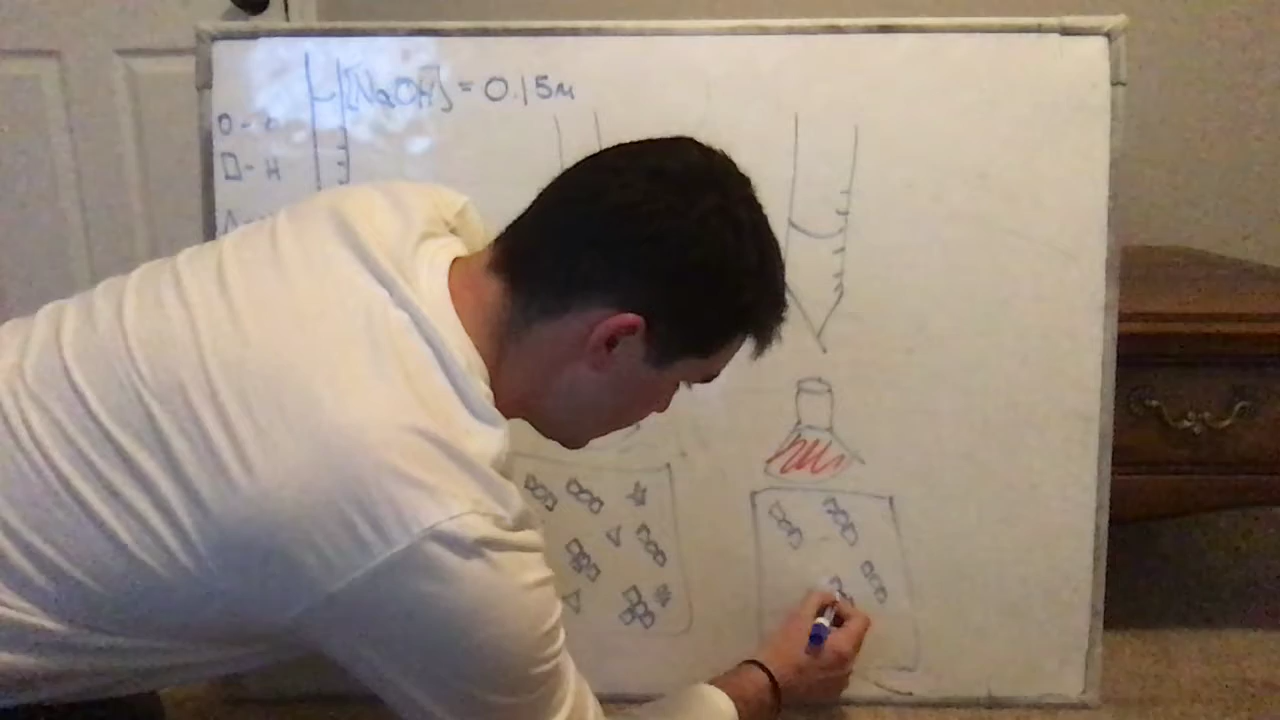 [NaOH] = 0.15M
O -
□ - H